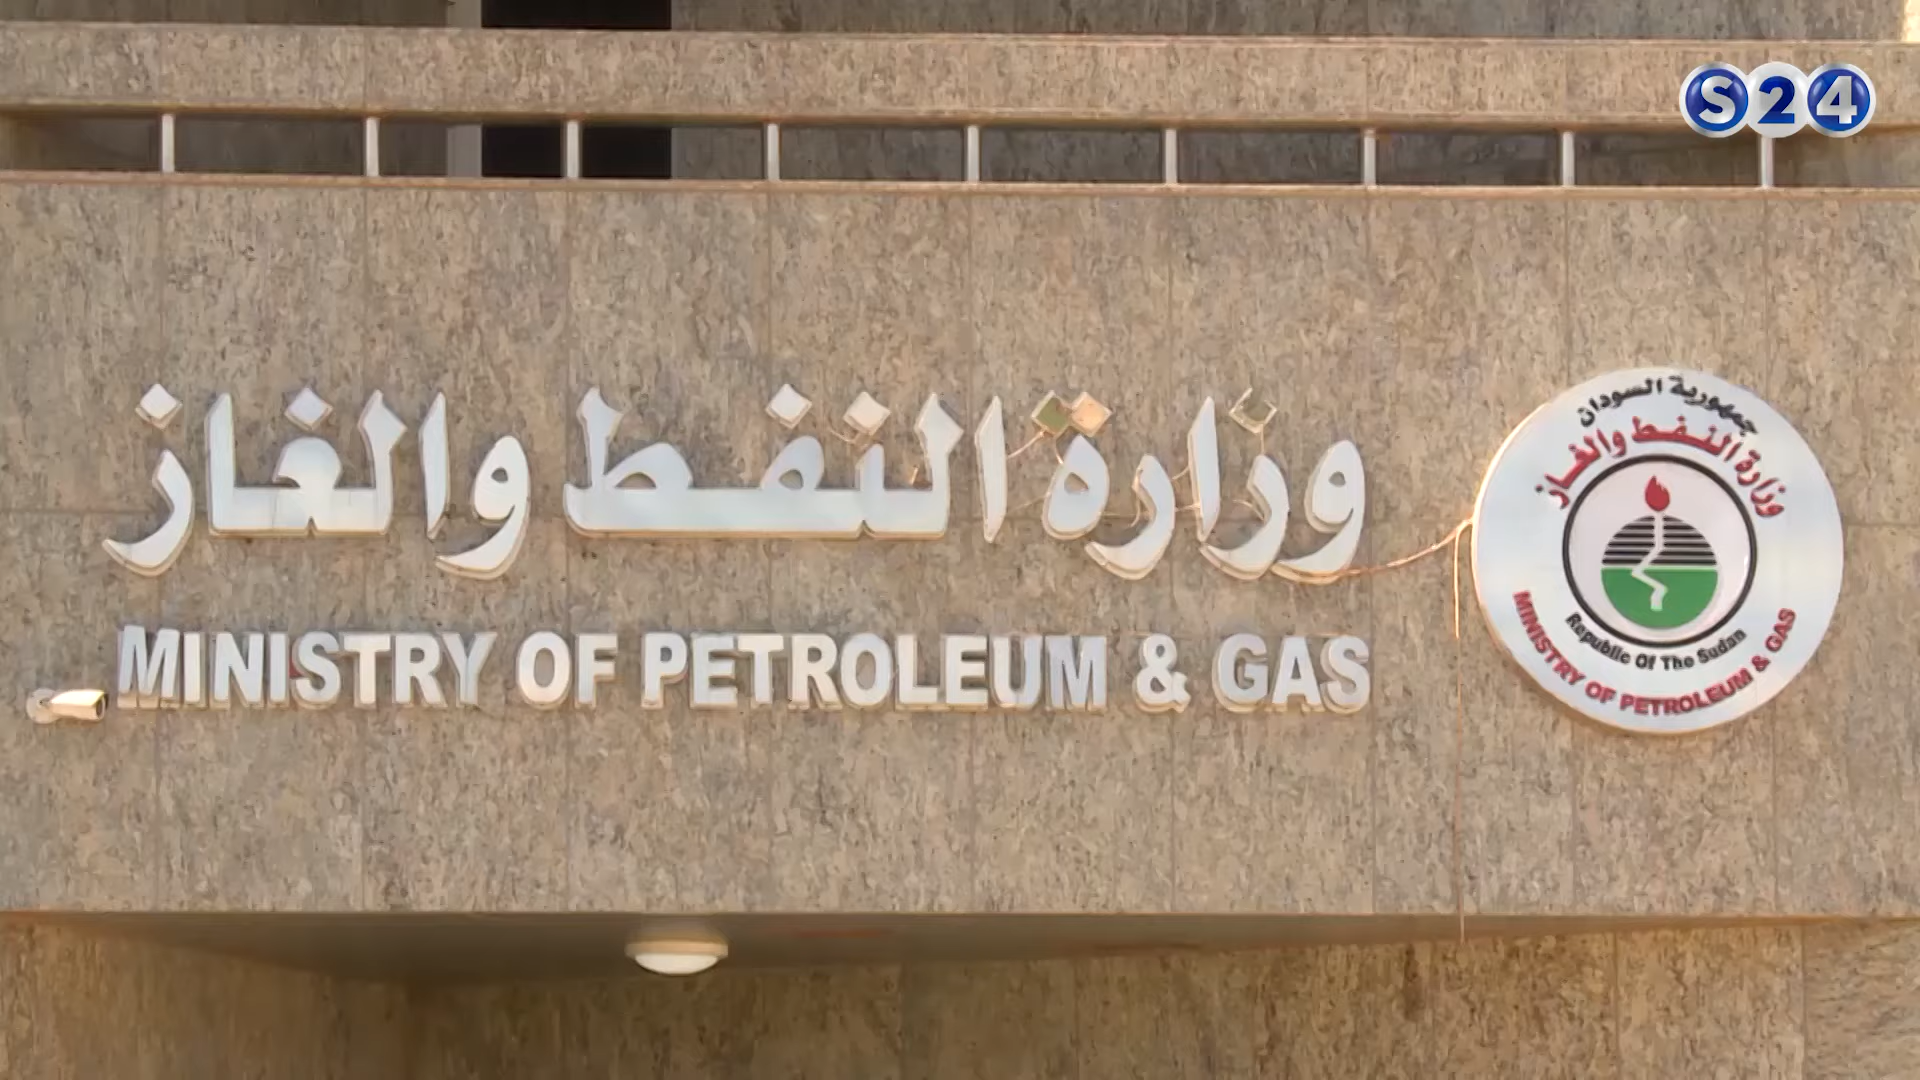 S24
وزارة النفط والغاز
MINISTRY OF PETROLEUM & GAS
جمهورية السودان
وزارة النفط والغاز
Republic Of The Sudan
MINISTRY OF PETROLEUM & GAS